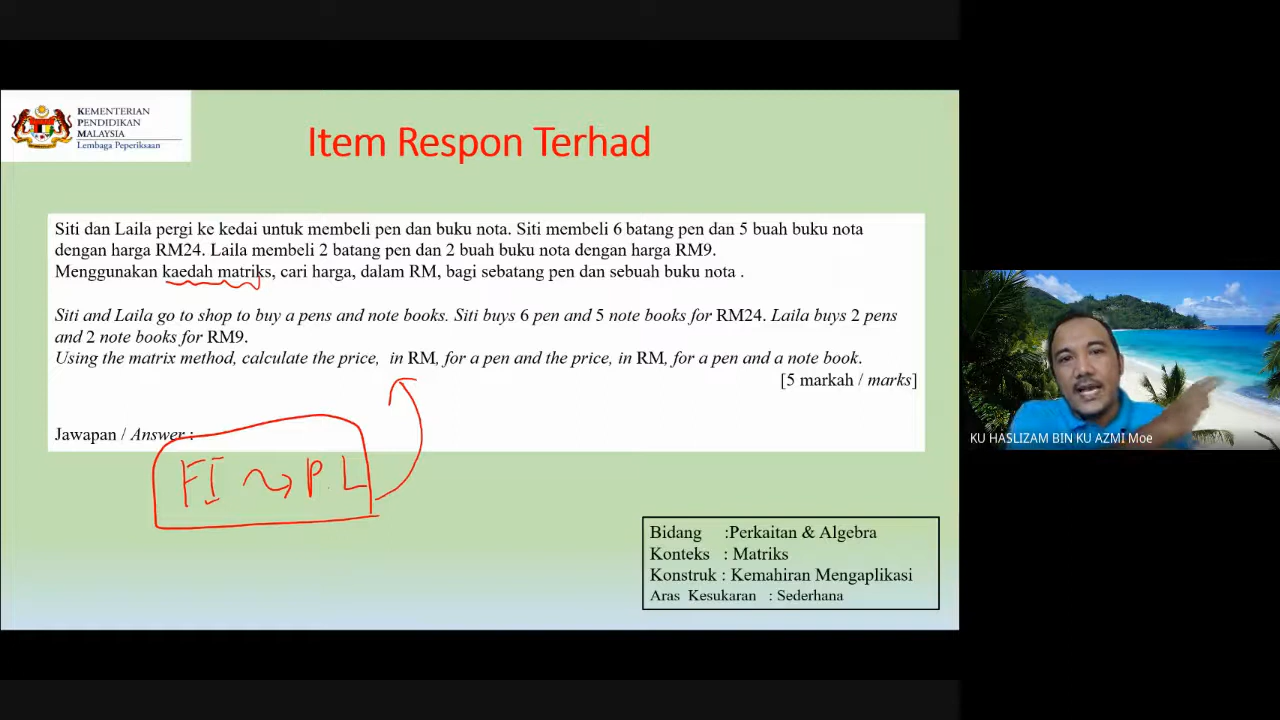 KEMENTERIAN
PENDIDIKAN
MALAYSIA
Lembaga Peperiksaan
Item Respon Terhad
Siti dan Laila pergi ke kedai untuk membeli pen dan buku nota. Siti membeli 6 batang pen dan 5 buah buku nota
dengan harga RM24. Laila membeli 2 batang pen dan 2 buah buku nota dengan harga RM9.
Menggunakan kaedah matriks, cari harga, dalam RM, bagi sebatang pen dan sebuah buku nota .
Siti and Laila go to shop to buy a pens and note books. Siti buys 6 pen and 5 note books for RM24. Laila buys 2 pens
and 2 note books for RM9.
Using the matrix method, calculate the price, in RM, for a pen and the price, in RM, for a pen and a note book.
[5 markah / marks]
Jawapan / Answer :
FI → P.L
Bidang :Perkaitan & Algebra
Konteks : Matriks
Konstruk : Kemahiran Mengaplikasi
Aras Kesukaran : Sederhana
KU HASLIZAM BIN KU AZMI Moe